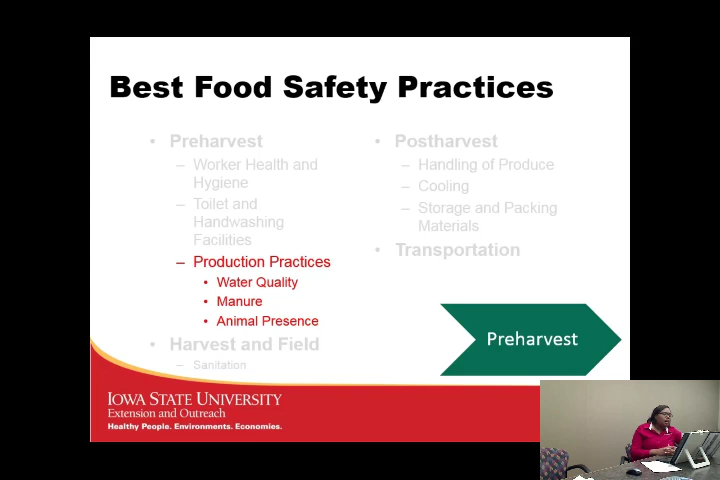 Best Food Safety Practices
• Preharvest
– Worker Health and
Hygiene
– Toilet and
Handwashing
Facilities
– Production Practices
• Water Quality
• Manure
• Animal Presence
• Harvest and Field
– Sanitation
• Postharvest
– Handling of Produce
– Cooling
– Storage and Packing
Materials
• Transportation
Preharvest
IOWA STATE UNIVERSITY
Extension and Outreach
Healthy People. Environments. Economies.